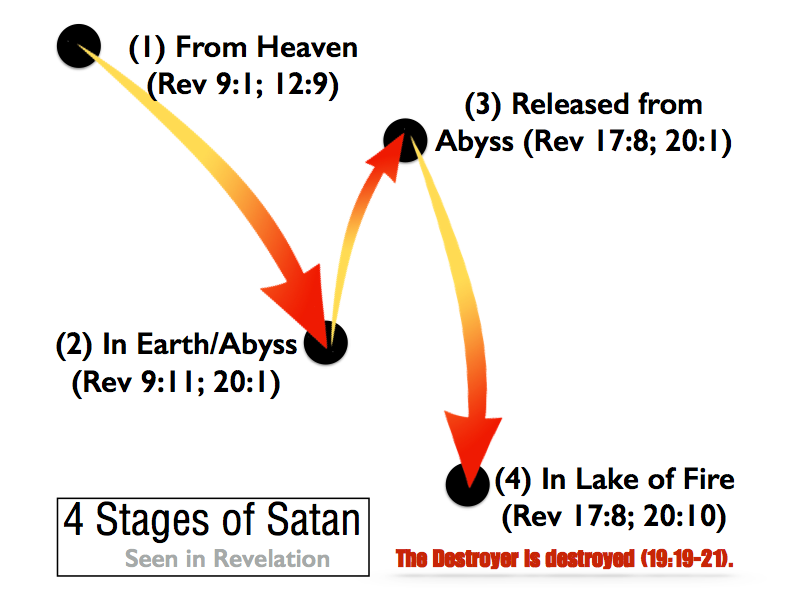 (1) From Heaven
(Rev 9:1; 12:9)
(3) Released from
Abyss (Rev 17:8; 20:1)
(2) In Earth/Abyss
(Rev 9:11; 20:1)
(4) In Lake of Fire
(Rev 17:8; 20:10)
4 Stages of Satan
Seen in Revelation
The Destroyer is destroyed (19:19-21).